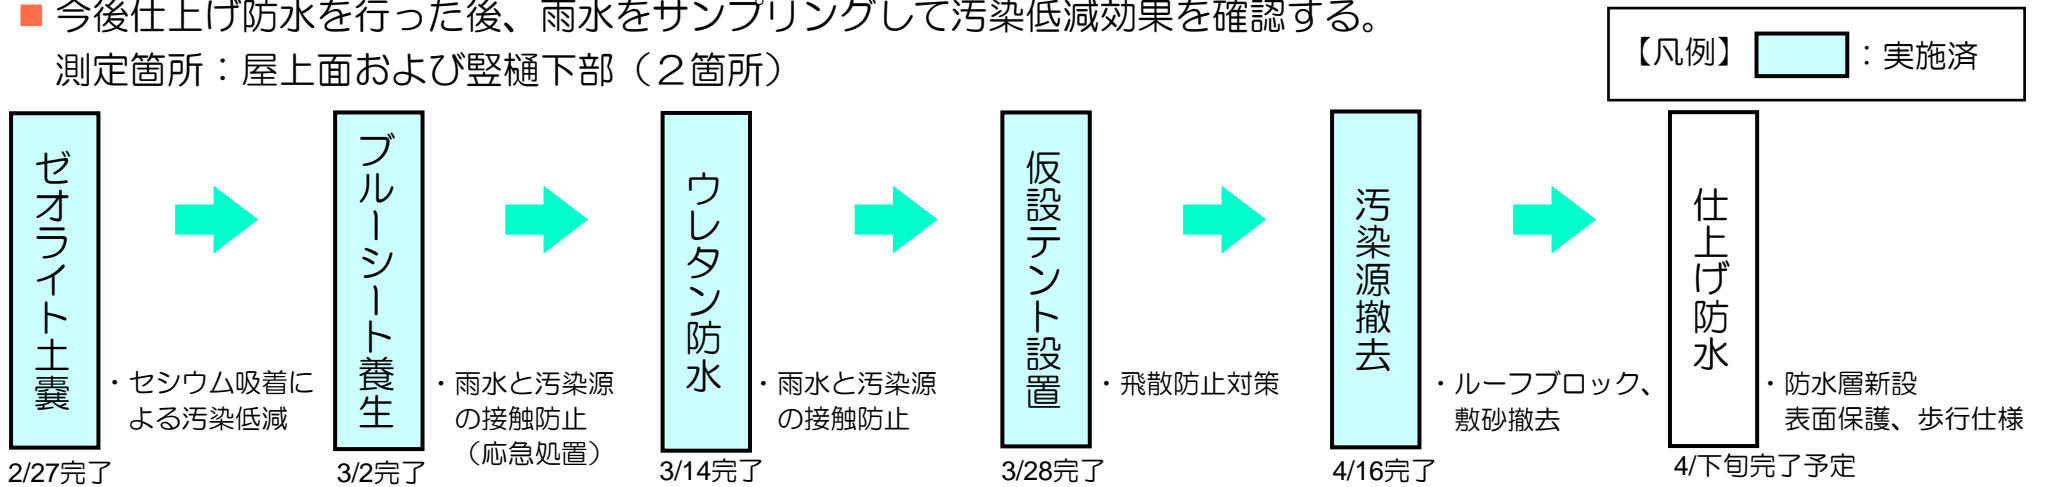 ■ 今後仕上げ防水を行った後、雨水をサンプリングして汚染低減効果を確認する。
測定箇所：屋上面および竪樋下部（２箇所）
【凡例】 ：実施済
ゼオライト土嚢
・セシウム吸着に
よる汚染低減
2/27完了
ブルーシート養生
・雨水と汚染源
の接触防止
（応急処置）
3/2完了
ウレタン防水
・雨水と汚染源
の接触防止
3/14完了
仮設テント設置
・飛散防止対策
3/28完了
汚染源撤去
・ルーフブロック、
敷砂撤去
4/16完了
仕上げ防水
・防水層新設
表面保護、歩行仕様
4/下旬完了予定